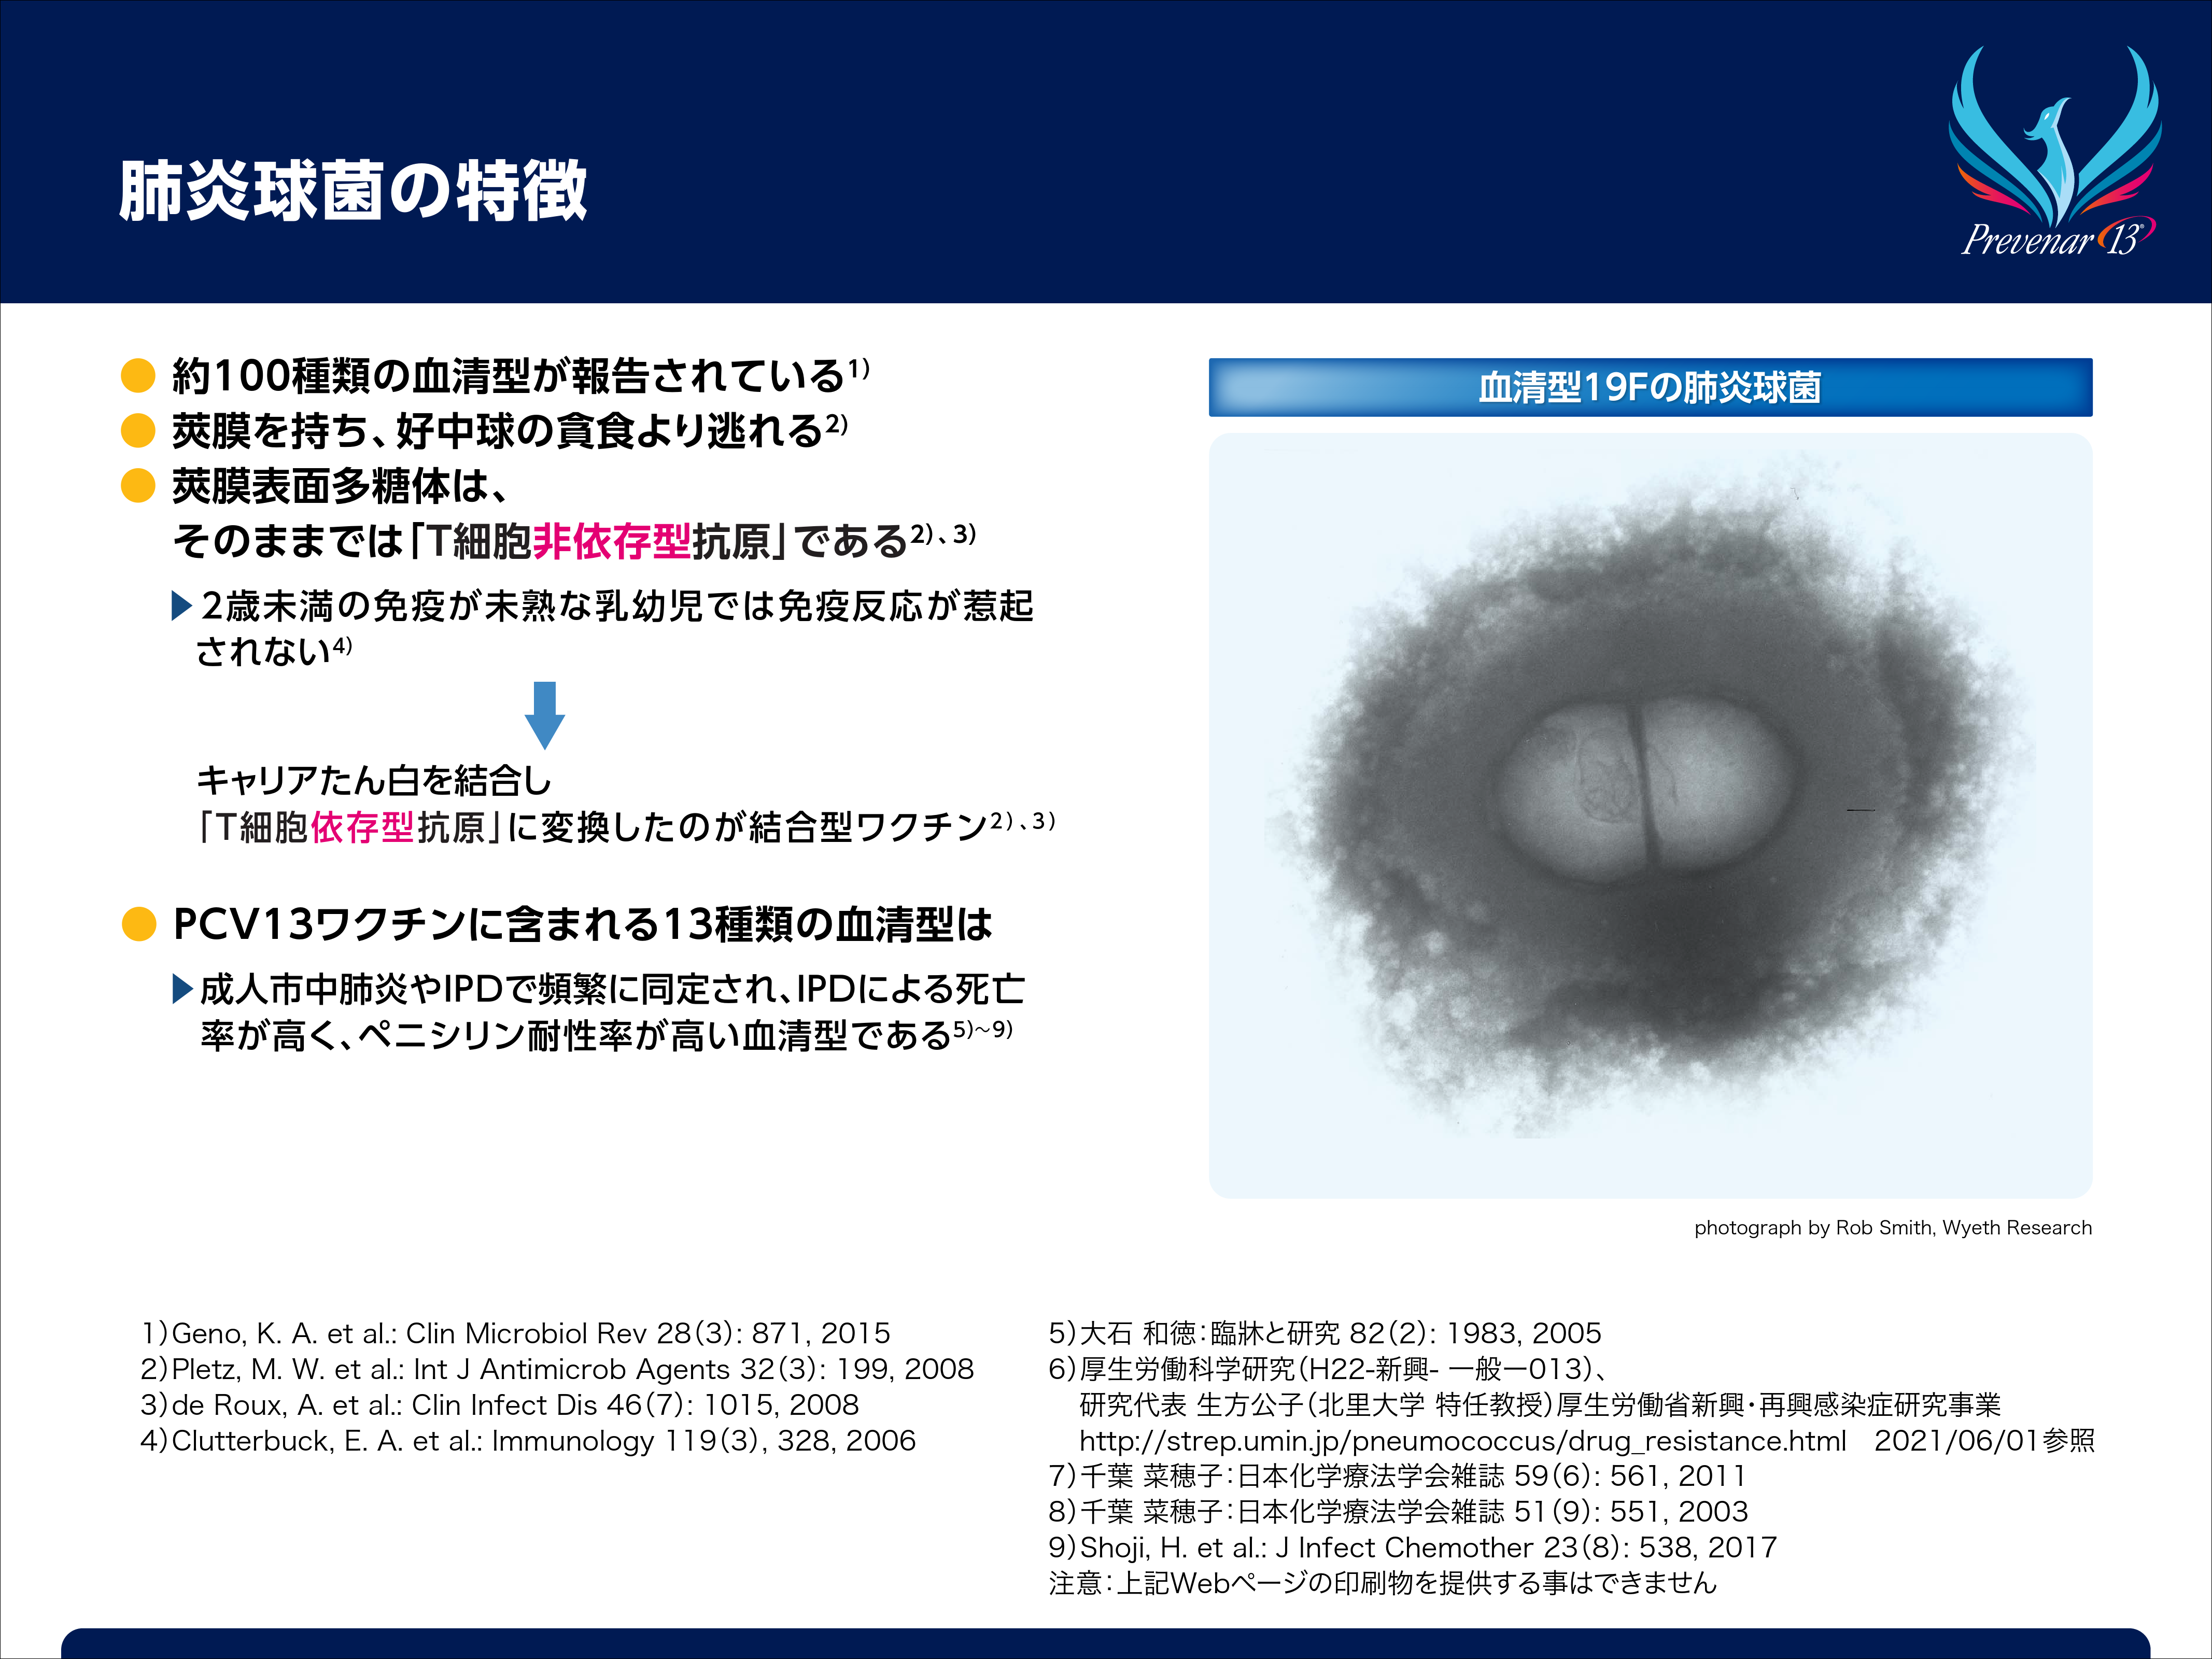 肺炎球菌の特徴
Prevenar 13®
● 約100種類の血清型が報告されている1)
● 莢膜を持ち、好中球の貪食より逃れる2)
● 莢膜表面多糖体は、
そのままでは「T細胞非依存型抗原」である2)、3)
▶2歳未満の免疫が未熟な乳幼児では免疫反応が惹起
されない4)
キャリアたん白を結合し
「T細胞依存型抗原」に変換したのが結合型ワクチン2)、3)
● PCV13ワクチンに含まれる13種類の血清型は
▶成人市中肺炎やIPDで頻繁に同定され、IPDによる死亡
率が高く、ペニシリン耐性率が高い血清型である5)~9)
血清型19Fの肺炎球菌
photograph by Rob Smith, Wyeth Research
1)Geno, K. A. et al.: Clin Microbiol Rev 28(3): 871, 2015
2)Pletz, M. W. et al.: Int J Antimicrob Agents 32(3): 199, 2008
3)de Roux, A. et al.: Clin Infect Dis 46(7): 1015, 2008
4)Clutterbuck, E. A. et al.: Immunology 119(3), 328, 2006
5)大石 和徳：臨牀と研究 82(2): 1983, 2005
6)厚生労働科学研究(H22-新興- 一般ー013)、
研究代表 生方公子(北里大学 特任教授)厚生労働省新興・再興感染症研究事業
http://strep.umin.jp/pneumococcus/drug_resistance.html 2021/06/01参照
7)千葉 菜穂子：日本化学療法学会雑誌 59(6): 561, 2011
8)千葉 菜穂子：日本化学療法学会雑誌 51(9): 551, 2003
9)Shoji, H. et al.: J Infect Chemother 23(8): 538, 2017
注意：上記Webページの印刷物を提供する事はできません